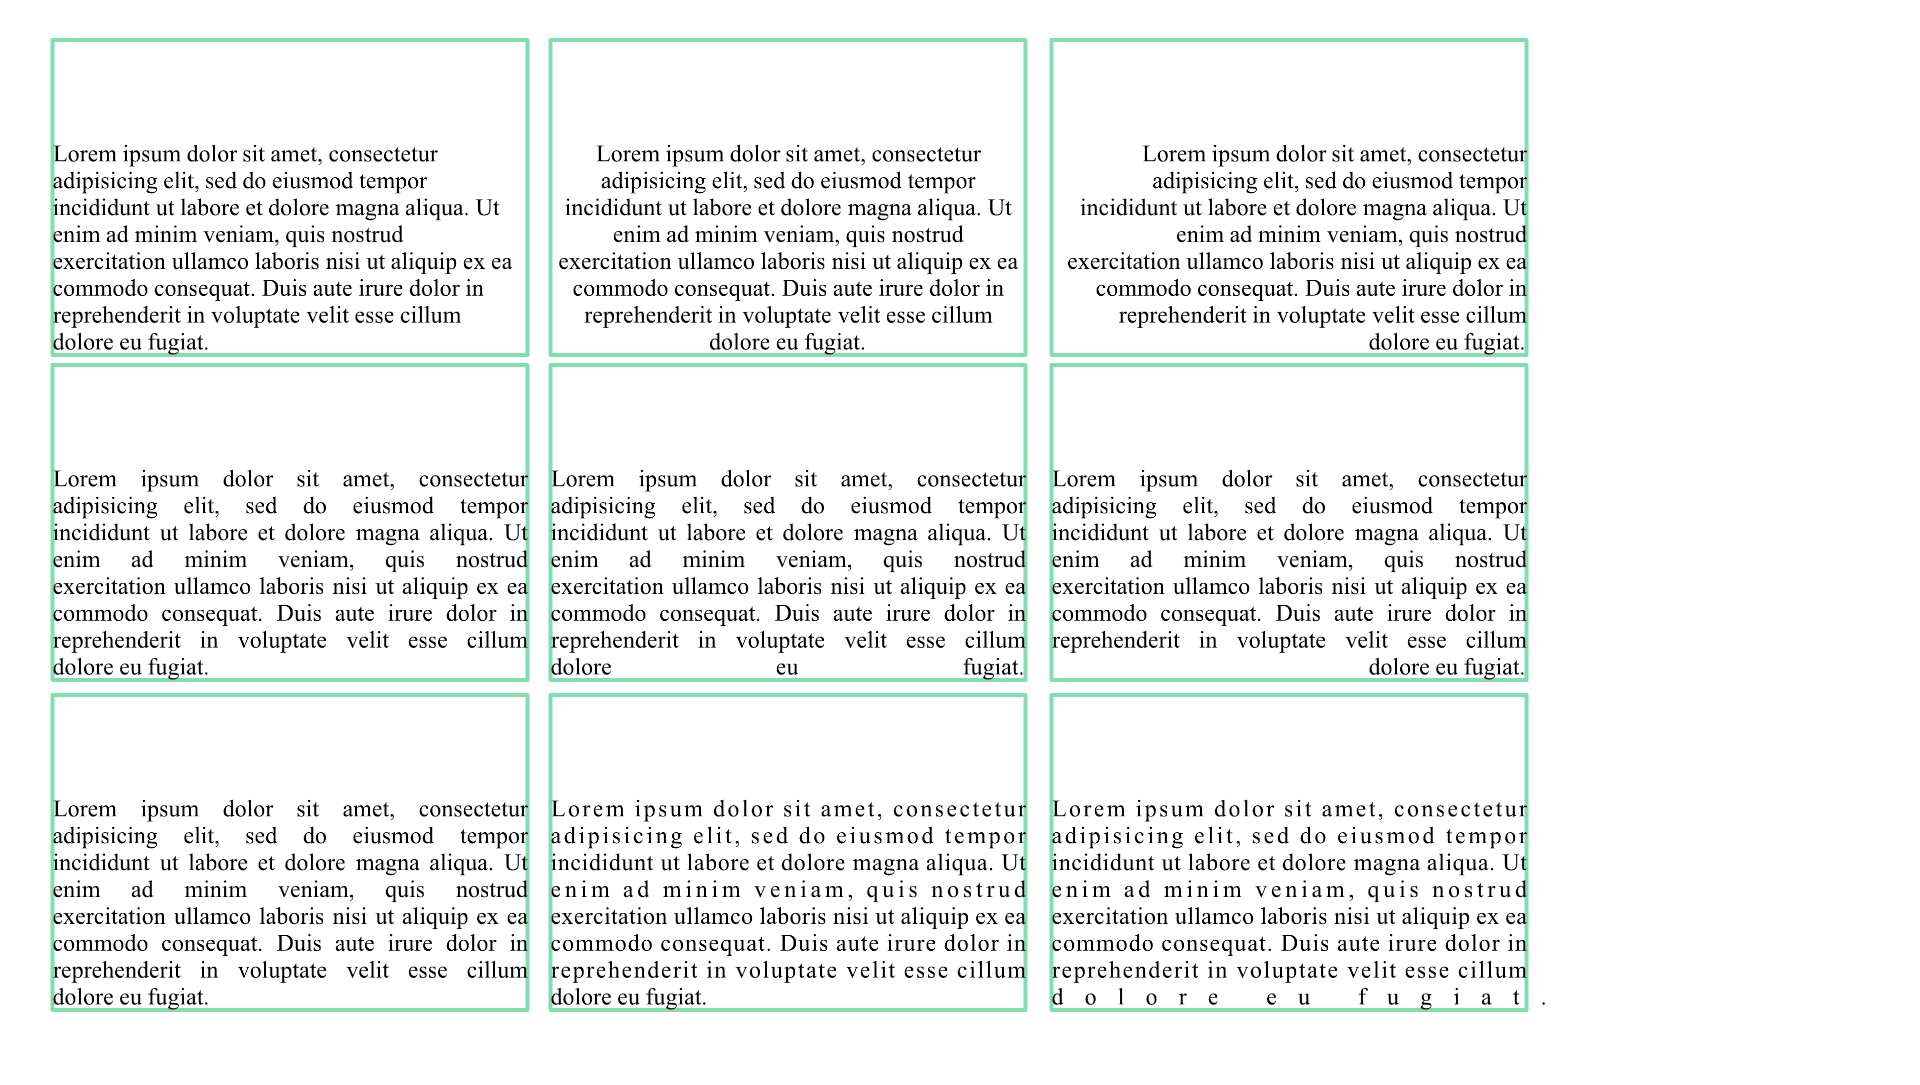 Lorem ipsum dolor sit amet, consectetur
adipisicing elit, sed do eiusmod tempor
incididunt ut labore et dolore magna aliqua. Ut
enim ad minim veniam, quis nostrud
exercitation ullamco laboris nisi ut aliquip ex ea
commodo consequat. Duis aute irure dolor in
reprehenderit in voluptate velit esse cillum
dolore eu fugiat.
Lorem ipsum dolor sit amet, consectetur
adipisicing elit, sed do eiusmod tempor
incididunt ut labore et dolore magna aliqua. Ut
enim ad minim veniam, quis nostrud
exercitation ullamco laboris nisi ut aliquip ex ea
commodo consequat. Duis aute irure dolor in
reprehenderit in voluptate velit esse cillum
dolore eu fugiat.
Lorem ipsum dolor sit amet, consectetur
adipisicing elit, sed do eiusmod tempor
incididunt ut labore et dolore magna aliqua. Ut
enim ad minim veniam, quis nostrud
exercitation ullamco laboris nisi ut aliquip ex ea
commodo consequat. Duis aute irure dolor in
reprehenderit in voluptate velit esse cillum
dolore eu fugiat.
Lorem ipsum dolor sit amet, consectetur
adipisicing elit, sed do eiusmod tempor
incididunt ut labore et dolore magna aliqua. Ut
enim ad minim veniam, quis nostrud
exercitation ullamco laboris nisi ut aliquip ex ea
commodo consequat. Duis aute irure dolor in
reprehenderit in voluptate velit esse cillum
dolore eu fugiat.
Lorem ipsum dolor sit amet, consectetur
adipisicing elit, sed do eiusmod tempor
incididunt ut labore et dolore magna aliqua. Ut
enim ad minim veniam, quis nostrud
exercitation ullamco laboris nisi ut aliquip ex ea
commodo consequat. Duis aute irure dolor in
reprehenderit in voluptate velit esse cillum
dolore eu fugiat.
Lorem ipsum dolor sit amet, consectetur
adipisicing elit, sed do eiusmod tempor
incididunt ut labore et dolore magna aliqua. Ut
enim ad minim veniam, quis nostrud
exercitation ullamco laboris nisi ut aliquip ex ea
commodo consequat. Duis aute irure dolor in
reprehenderit in voluptate velit esse cillum
dolore eu fugiat.
Lorem ipsum dolor sit amet, consectetur
adipisicing elit, sed do eiusmod tempor
incididunt ut labore et dolore magna aliqua. Ut
enim ad minim veniam, quis nostrud
exercitation ullamco laboris nisi ut aliquip ex ea
commodo consequat. Duis aute irure dolor in
reprehenderit in voluptate velit esse cillum
dolore eu fugiat.
Lorem ipsum dolor sit amet, consectetur
adipisicing elit, sed do eiusmod tempor
incididunt ut labore et dolore magna aliqua. Ut
enim ad minim veniam, quis nostrud
exercitation ullamco laboris nisi ut aliquip ex ea
commodo consequat. Duis aute irure dolor in
reprehenderit in voluptate velit esse cillum
dolore eu fugiat.
Lorem ipsum dolor sit amet, consectetur
adipisicing elit, sed do eiusmod tempor
incididunt ut labore et dolore magna aliqua. Ut
enim ad minim veniam, quis nostrud
exercitation ullamco laboris nisi ut aliquip ex ea
commodo consequat. Duis aute irure dolor in
reprehenderit in voluptate velit esse cillum
dolore eu fugiat.